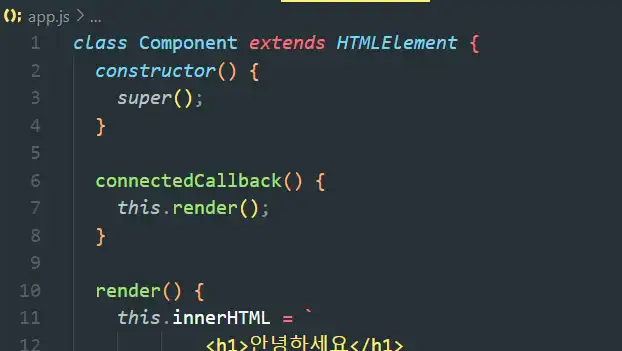 app.js > ...
1 class Component extends HTMLElement {
2 constructor() {
3 super();
4 }
5
6 connectedCallback() {
7 this.render();
8 }
9
10 render() {
11 this.innerHTML = `
12 <h1>안녕하세요</h1>